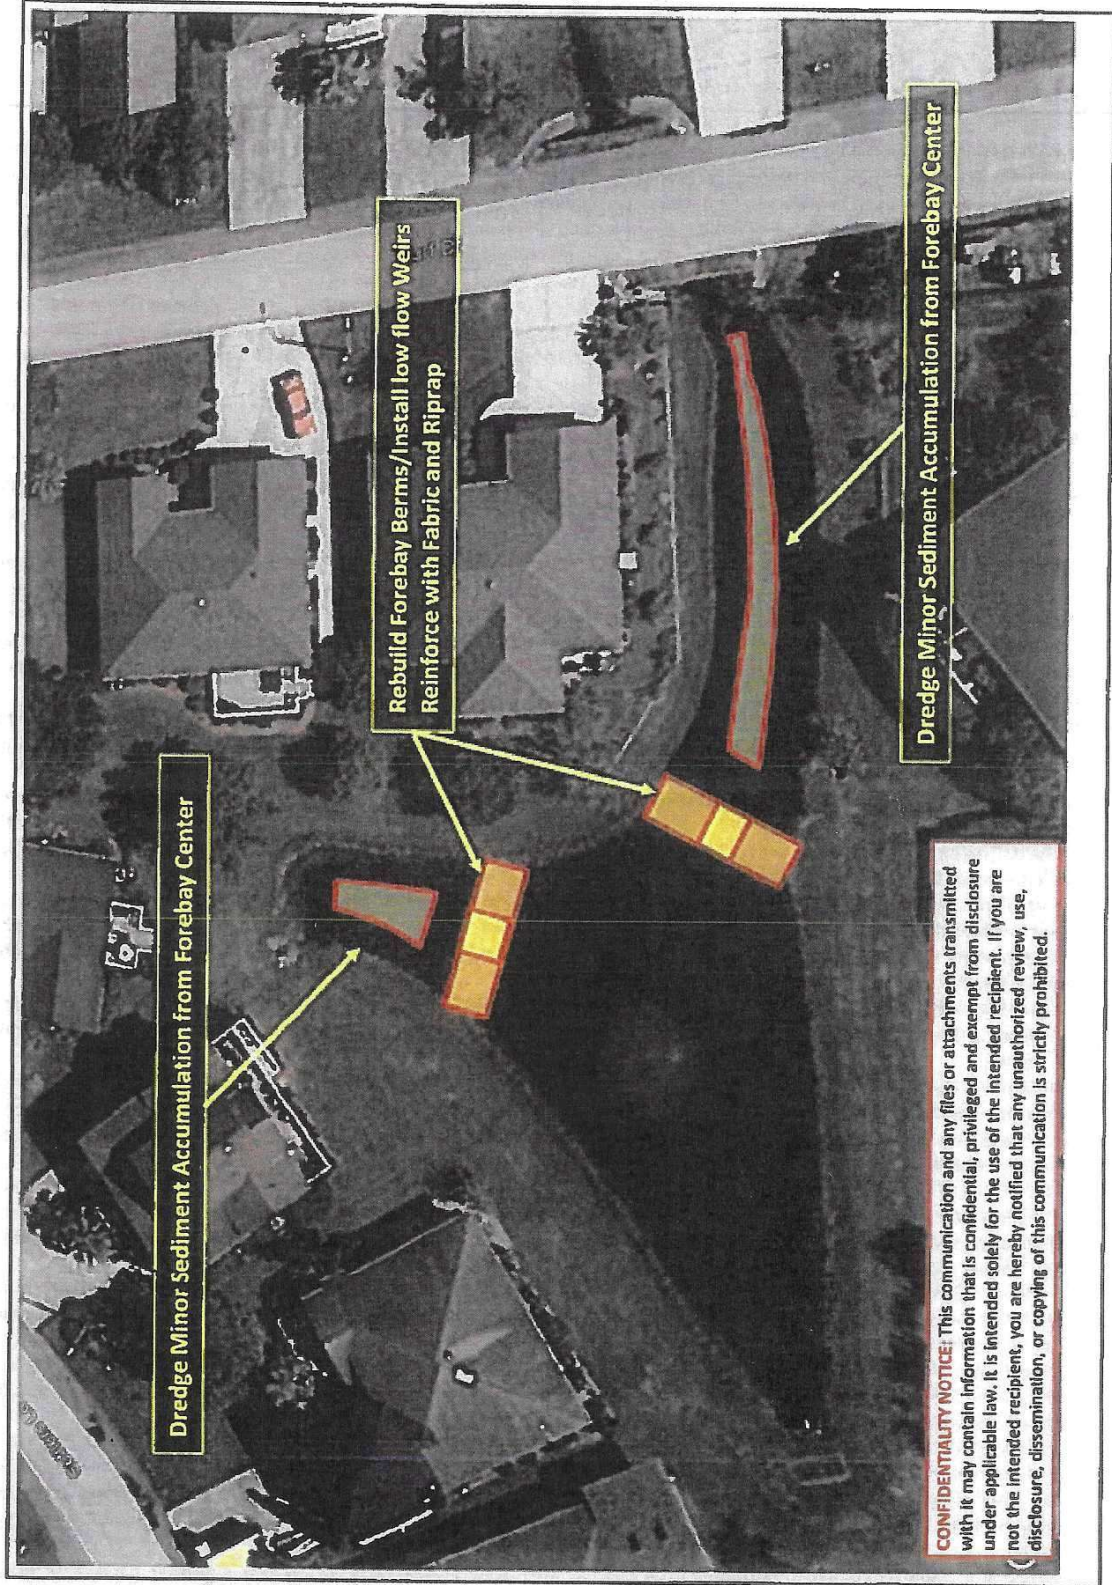 Dredge Minor Sediment Accumulation from Forebay Center
Rebuild Forebay Berms/Install low flow Weirs
Reinforce with Fabric and Riprap
Dredge Minor Sediment Accumulation from Forebay Center
CONFIDENTIALITY NOTICE: This communication and any files or attachments transmitted
with it may contain information that is confidential, privileged and exempt from disclosure
under applicable law. It is intended solely for the use of the intended recipient. If you are
not the intended recipient, you are hereby notified that any unauthorized review, use,
disclosure, dissemination, or copying of this communication is strictly prohibited.